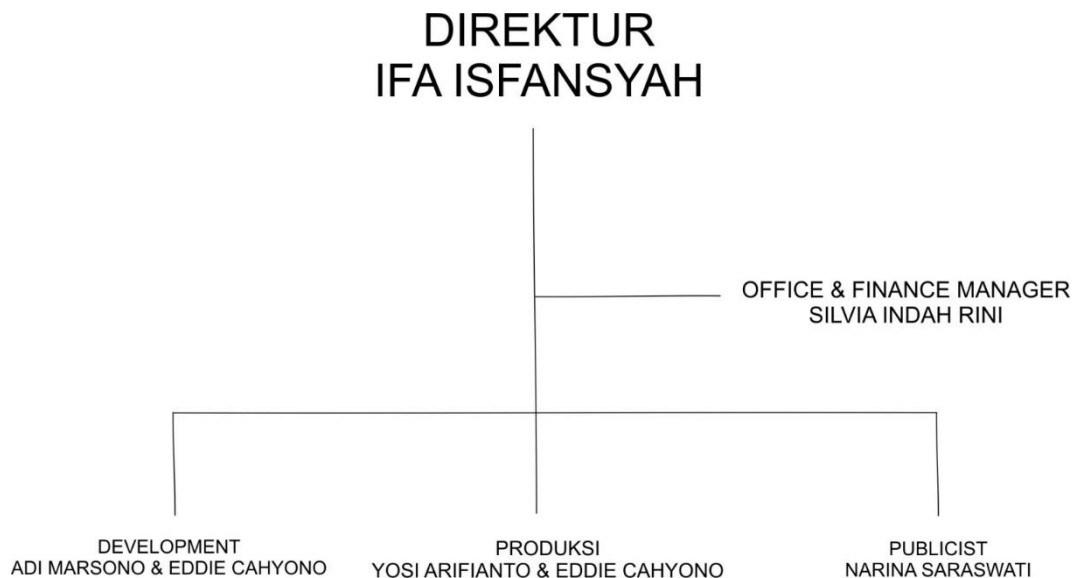 DIREKTUR
IFA ISFANSYAH
OFFICE & FINANCE MANAGER
SILVIA INDAH RINI
DEVELOPMENT
ADI MARSONO & EDDIE CAHYONO
PRODUKSI
YOSI ARIFIANTO & EDDIE CAHYONO
PUBLICIST
NARINA SARASWATI